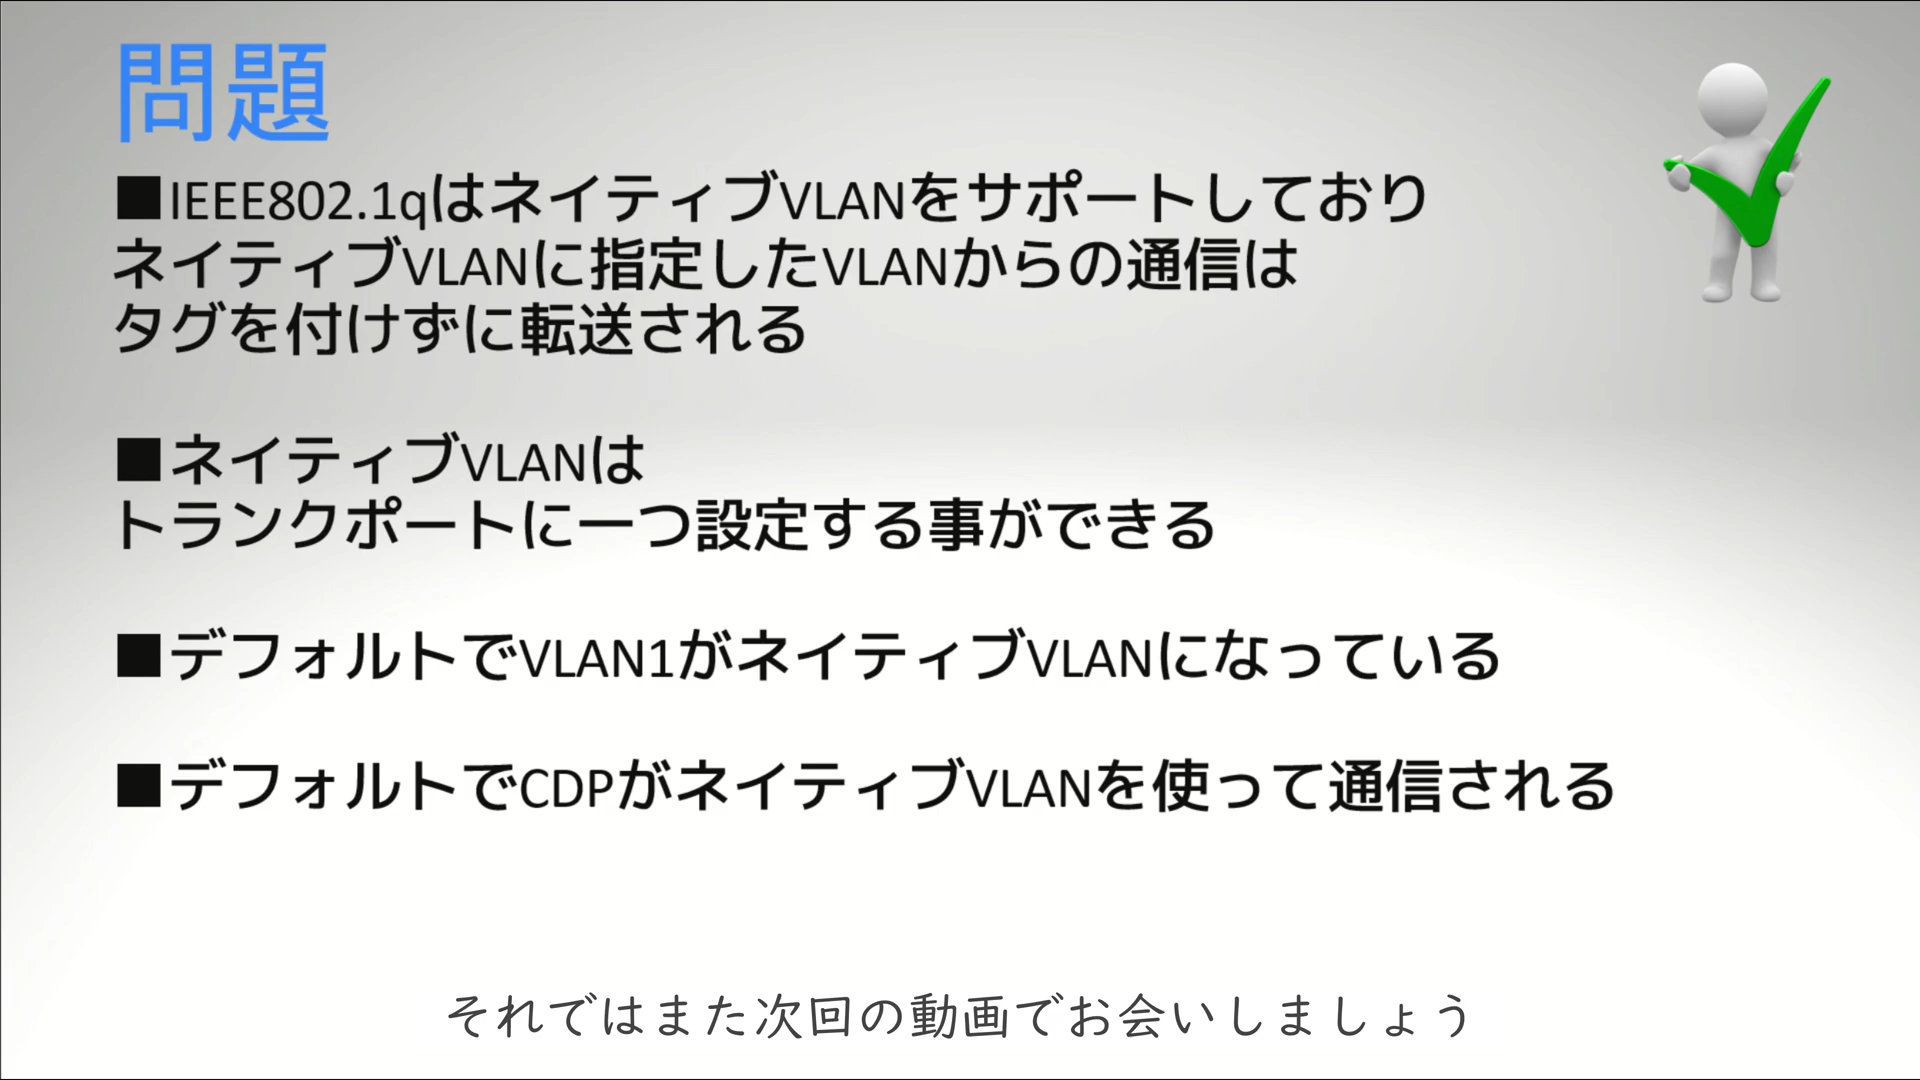 問題
■IEEE802.1qはネイティブVLANをサポートしており
ネイティブVLANに指定したVLANからの通信は
タグを付けずに転送される
■ネイティブVLANは
トランクポートに一つ設定する事ができる
■デフォルトでVLAN1がネイティブVLANになっている
■デフォルトでCDPがネイティブVLANを使って通信される
それではまた次回の動画でお会いしましょう